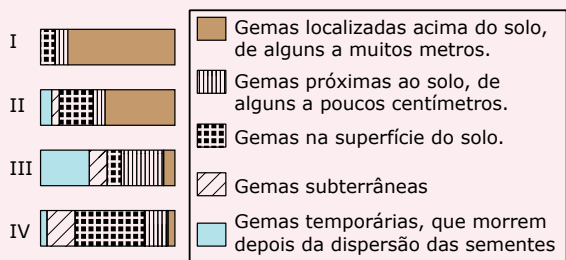 I
II
III
IV
Gemas localizadas acima do solo,
de alguns a muitos metros.
Gemas próximas ao solo, de
alguns a poucos centímetros.
Gemas na superfície do solo.
Gemas subterrâneas
Gemas temporárias, que morrem
depois da dispersão das sementes